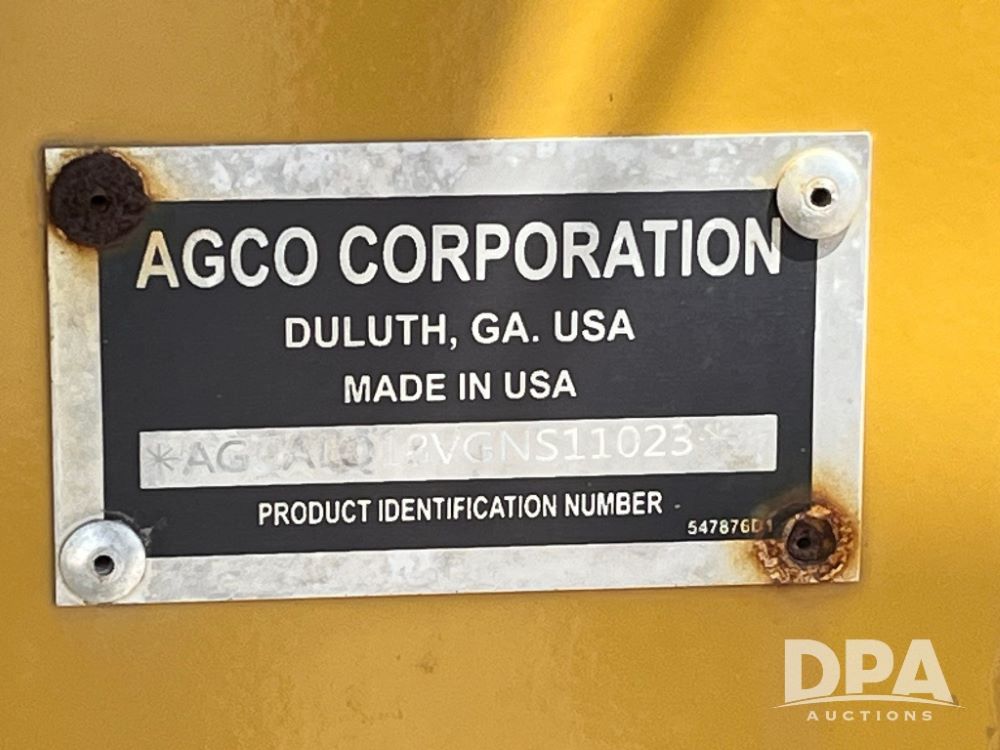 AGCO CORPORATION
DULUTH, GA. USA
MADE IN USA
PRODUCT IDENTIFICATION NUMBER
547876D1
DPA
AUCTIONS